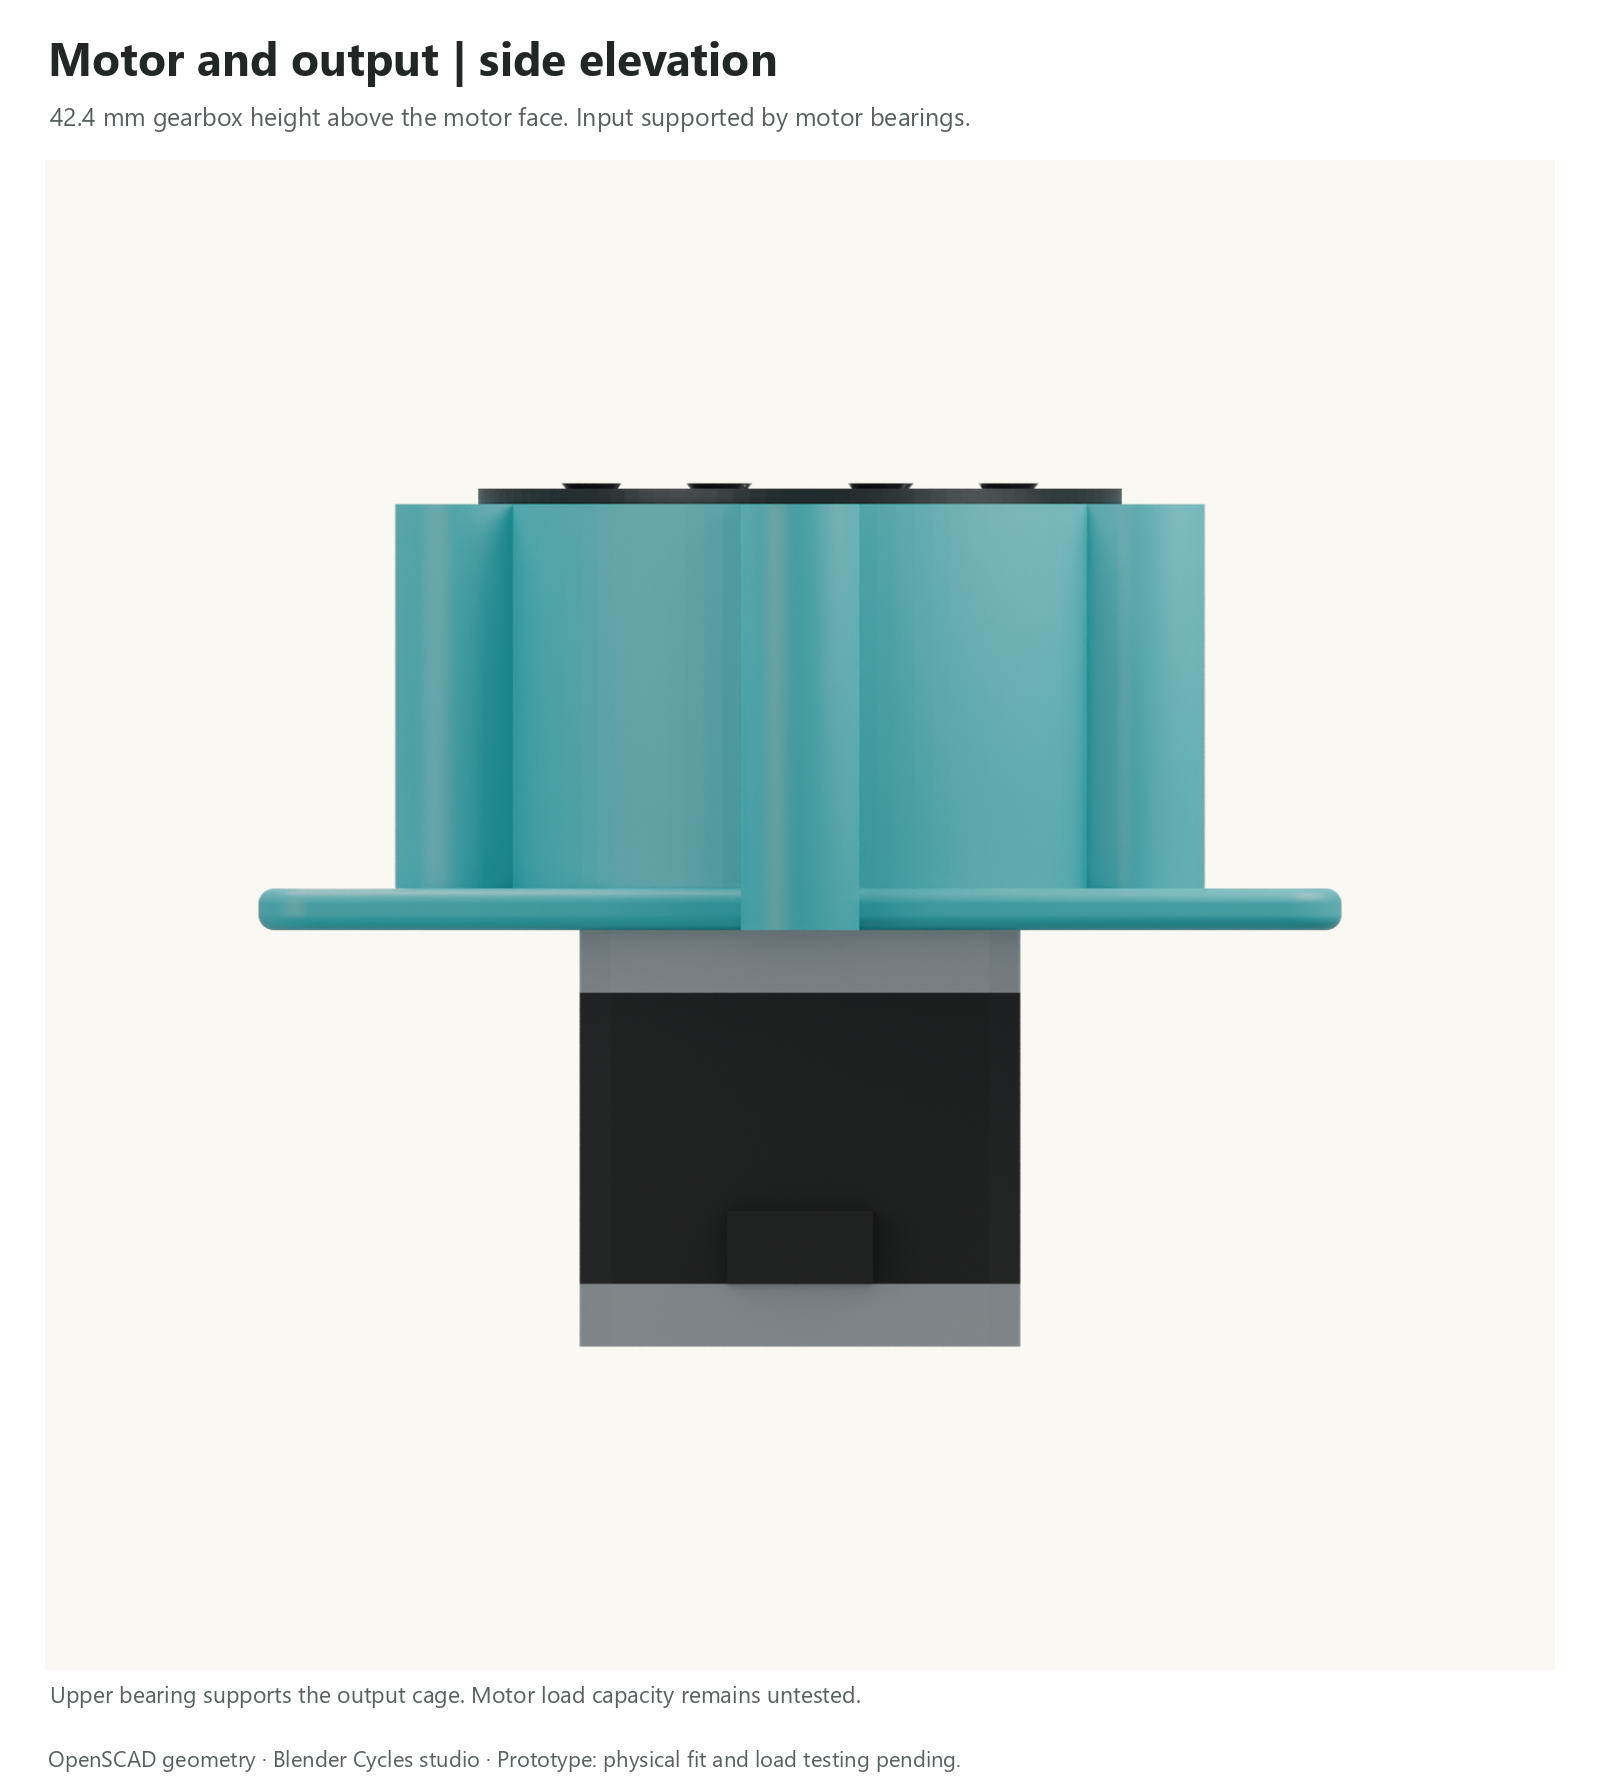 Motor and output | side elevation
42.4 mm gearbox height above the motor face. Input supported by motor bearings.
Upper bearing supports the output cage. Motor load capacity remains untested.
OpenSCAD geometry · Blender Cycles studio · Prototype: physical fit and load testing pending.